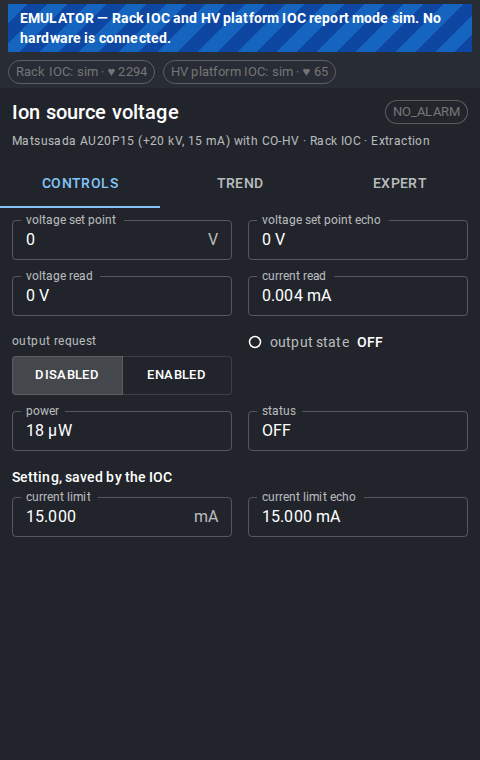 EMULATOR — Rack IOC and HV platform IOC report mode sim. No
hardware is connected.
Rack IOC: sim · ♥ 2294
HV platform IOC: sim · ♥ 65
Ion source voltage
NO_ALARM
Matsusada AU20P15 (+20 kV, 15 mA) with CO-HV · Rack IOC · Extraction
CONTROLS
TREND
EXPERT
voltage set point
0 V
voltage set point echo
0 V
voltage read
0 V
current read
0.004 mA
output request
output state OFF
DISABLED
ENABLED
power
18 µW
status
OFF
Setting, saved by the IOC
current limit
15.000 mA
current limit echo
15.000 mA